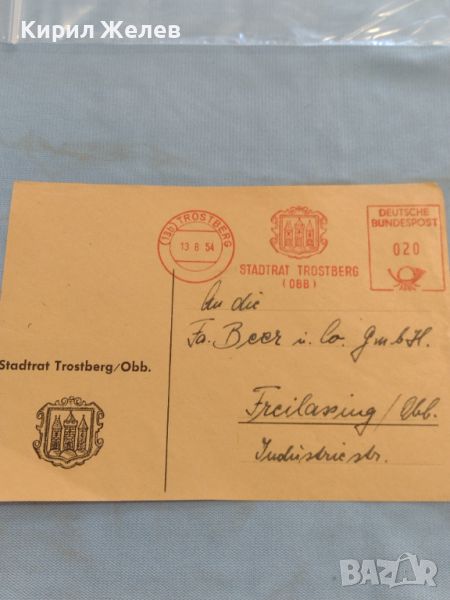 Кирил Желев
(13b) TROSTBERG
13 8 54
STADTRAT TROSTBERG
(OBB)
DEUTSCHE
BUNDESPOST
020
Stadtrat Trostberg/Obb.
An die
Fa. Beer u. Co. GmbH.
Freilassing/Obb.
Industriestr.
BAZAR